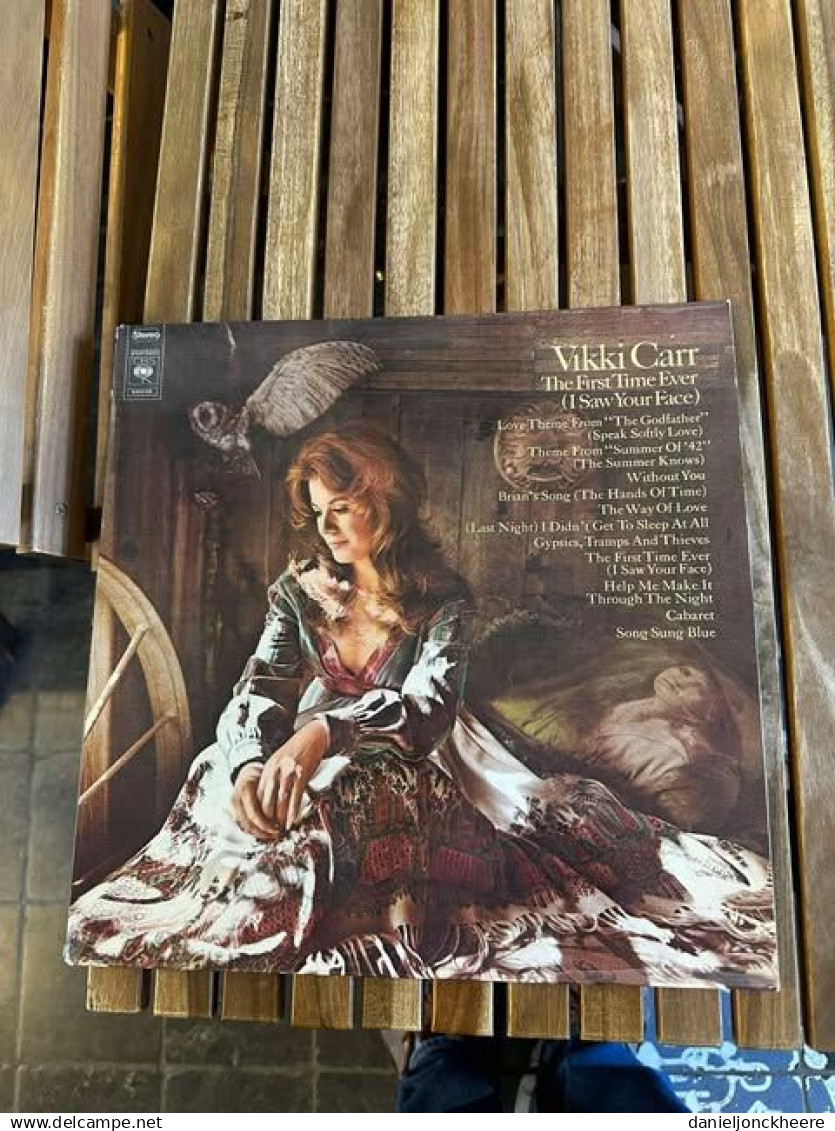 Stereo
CBS
Vikki Carr
The First Time Ever
(I Saw Your Face)
Love Theme From "The Godfather"
(Speak Softly Love)
Theme From "Summer Of '42"
(The Summer Knows)
Without You
Brian's Song (The Hands Of Time)
The Way Of Love
(Last Night) I Didn't Get To Sleep At All
Gypsies, Tramps And Thieves
The First Time Ever
(I Saw Your Face)
Help Me Make It
Through The Night
Cabaret
Song Sung Blue
delcampe.net
danieljonckheere